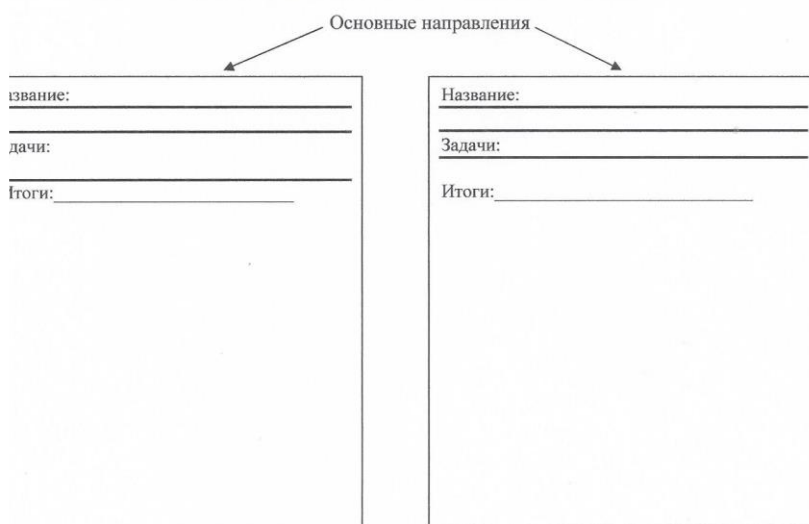 Основные направления
азвание:
дачи:
Итоги:
Название:
Задачи:
Итоги: